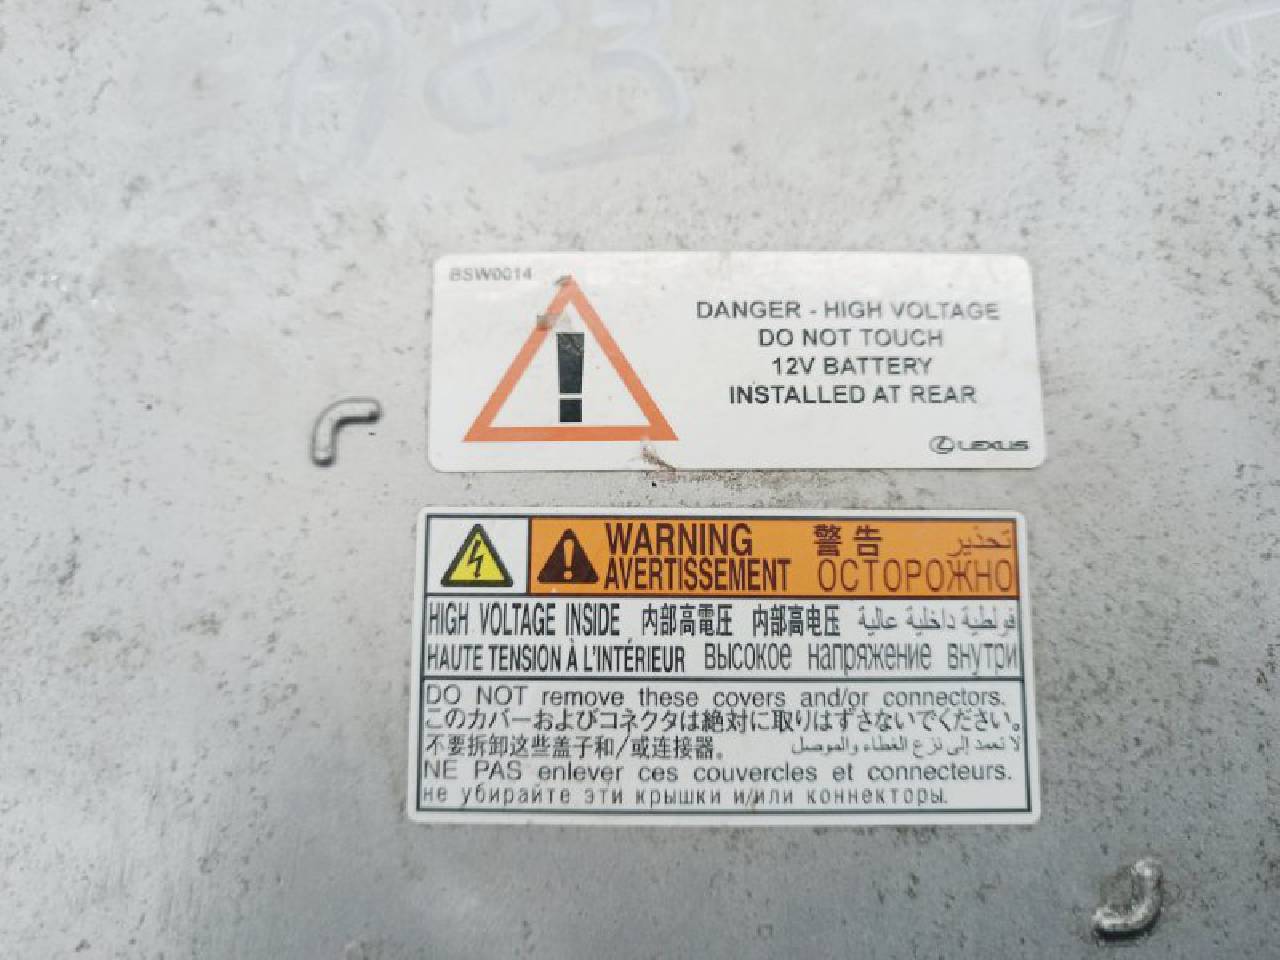 BSW0014
DANGER - HIGH VOLTAGE
DO NOT TOUCH
12V BATTERY
INSTALLED AT REAR
LEXUS
WARNING 警告 تحذير
AVERTISSEMENT ОСТОРОЖНО
HIGH VOLTAGE INSIDE 内部高電圧 内部高电压 فولطية داخلية عالية
HAUTE TENSION À L'INTÉRIEUR ВЫСОКОЕ напряжение внутри
DO NOT remove these covers and/or connectors.
このカバーおよびコネクタは絶対に取りはずさないでください。
不要拆卸这些盖子和/或连接器。 لا تعمد إلى نزع الغطاء والموصل
NE PAS enlever ces couvercles et connecteurs.
не убирайте эти крышки и/или коннекторы.